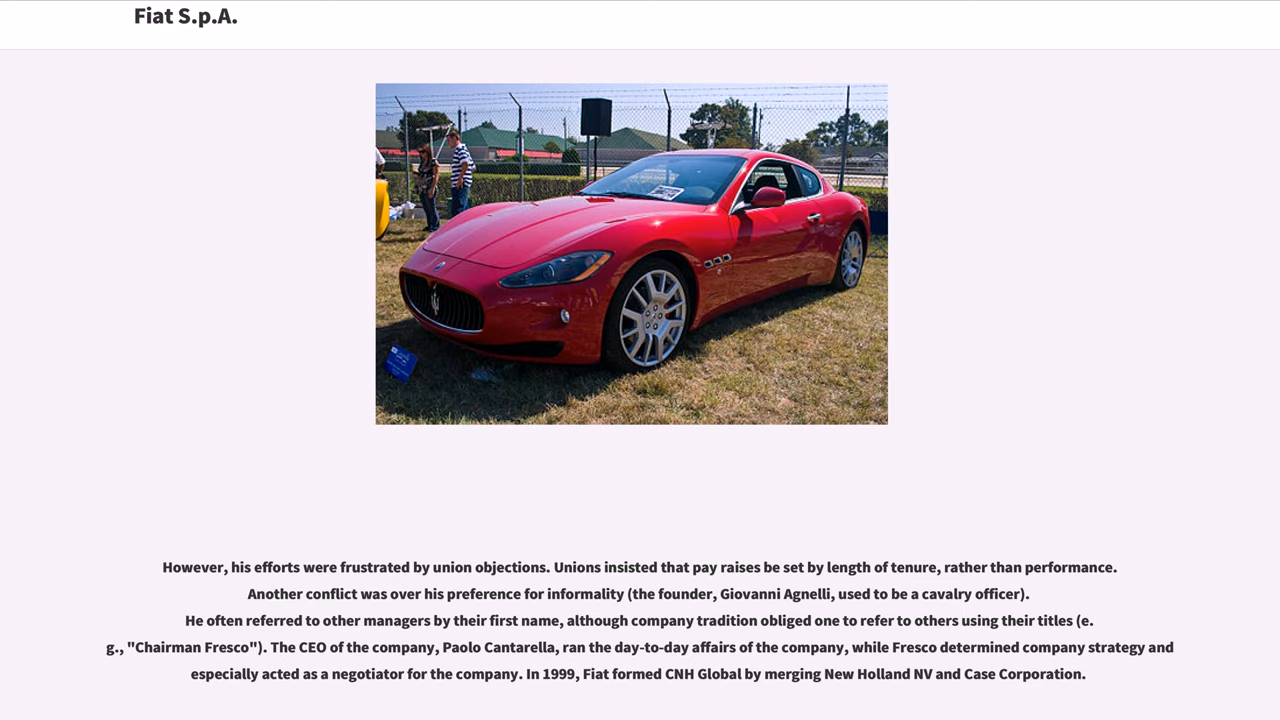 Fiat S.p.A.
However, his efforts were frustrated by union objections. Unions insisted that pay raises be set by length of tenure, rather than performance.
Another conflict was over his preference for informality (the founder, Giovanni Agnelli, used to be a cavalry officer).
He often referred to other managers by their first name, although company tradition obliged one to refer to others using their titles (e.
g., "Chairman Fresco"). The CEO of the company, Paolo Cantarella, ran the day-to-day affairs of the company, while Fresco determined company strategy and
especially acted as a negotiator for the company. In 1999, Fiat formed CNH Global by merging New Holland NV and Case Corporation.